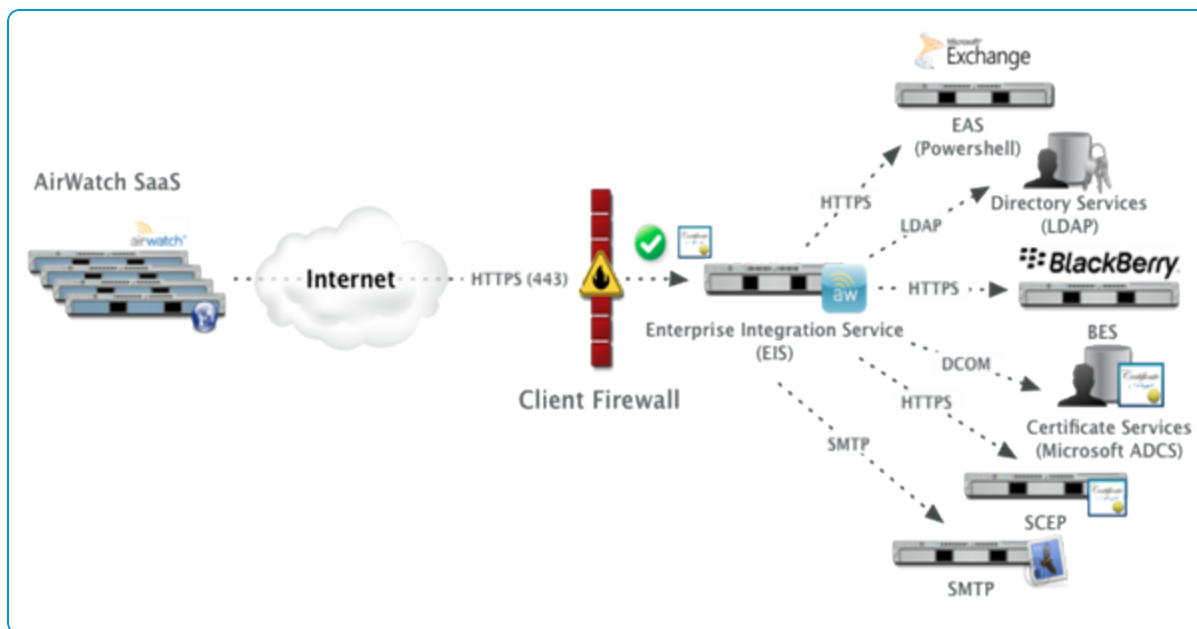 Microsoft
Exchange
EAS
(Powershell)
AirWatch SaaS
airwatch
HTTPS
LDAP
Directory Services
(LDAP)
Internet
HTTPS (443)
BlackBerry
HTTPS
aw
Enterprise Integration Service
(EIS)
BES
DCOM
Certificate
Client Firewall
HTTPS
Certificate Services
(Microsoft ADCS)
SMTP
SCEP
SMTP